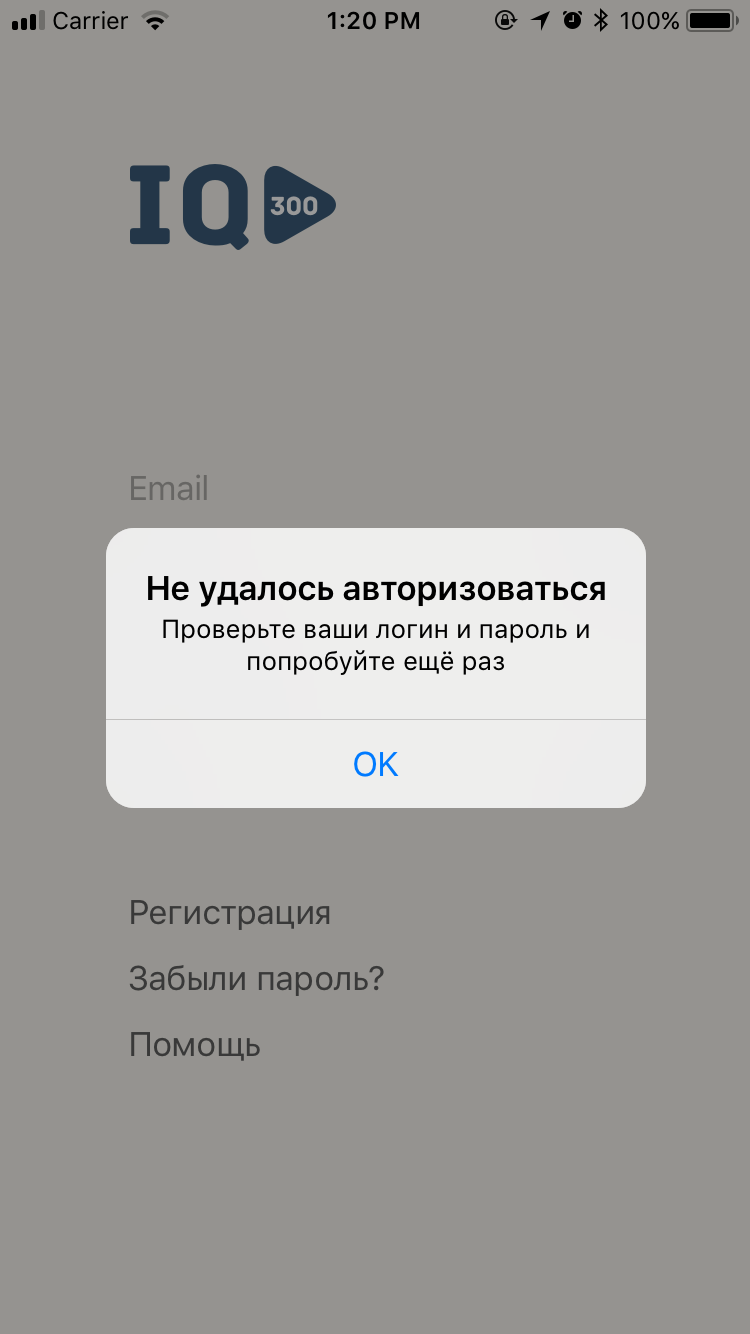 Carrier 1:20 PM 100%
IQ 300
Email
Не удалось авторизоваться
Проверьте ваши логин и пароль и
попробуйте ещё раз
OK
Регистрация
Забыли пароль?
Помощь